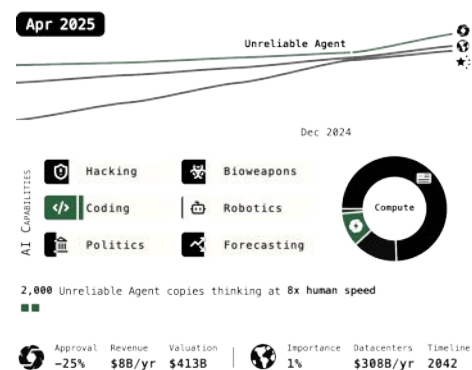 Apr 2025
Unreliable Agent
Dec 2024
AI CAPABILITIES
Hacking
Bioweapons
Coding
Robotics
Politics
Forecasting
Compute
2,000 Unreliable Agent copies thinking at 8x human speed
Approval Revenue Valuation Importance Datacenters Timeline
-25% $8B/yr $413B 1% $308B/yr 2042